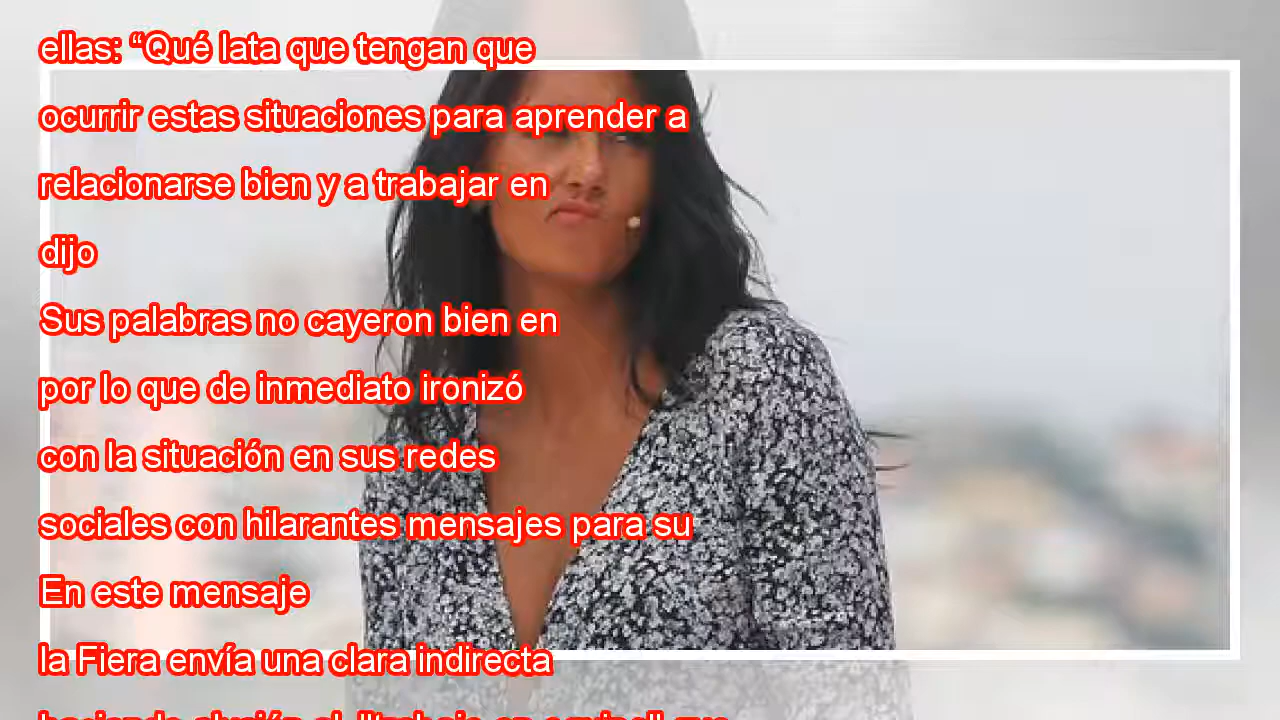 ellas: “Qué lata que tengan que
ocurrir estas situaciones para aprender a
relacionarse bien y a trabajar en
dijo
Sus palabras no cayeron bien en
por lo que de inmediato ironizó
con la situación en sus redes
sociales con hilarantes mensajes para su
En este mensaje
la Fiera envía una clara indirecta